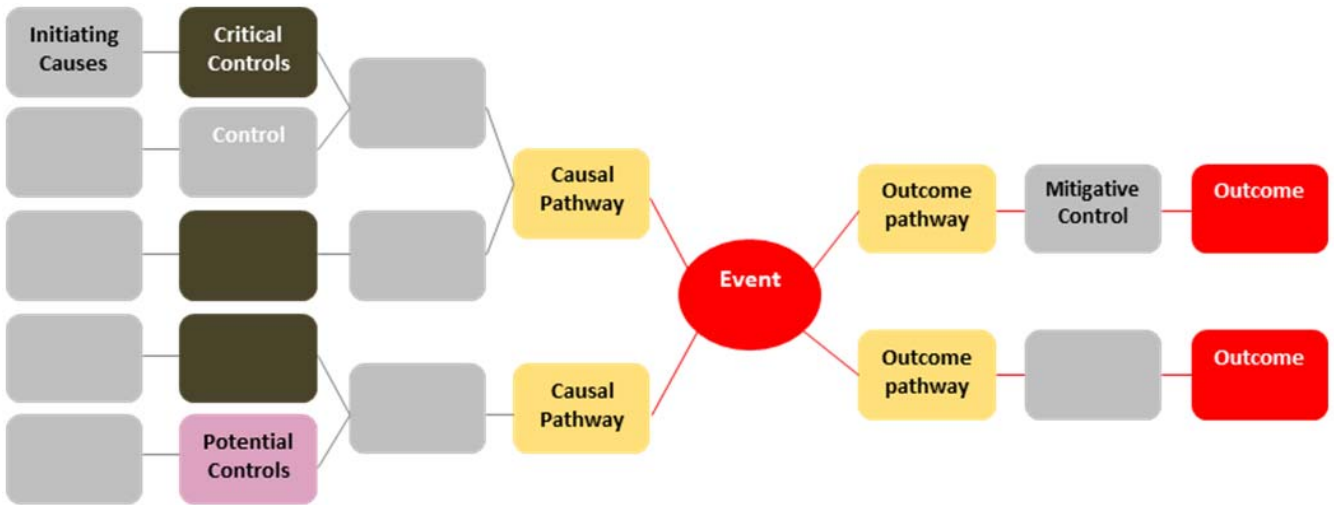 Initiating
Causes
Critical
Controls
Control
Causal
Pathway
Outcome
pathway
Mitigative
Control
Outcome
Event
Outcome
pathway
Outcome
Causal
Pathway
Potential
Controls